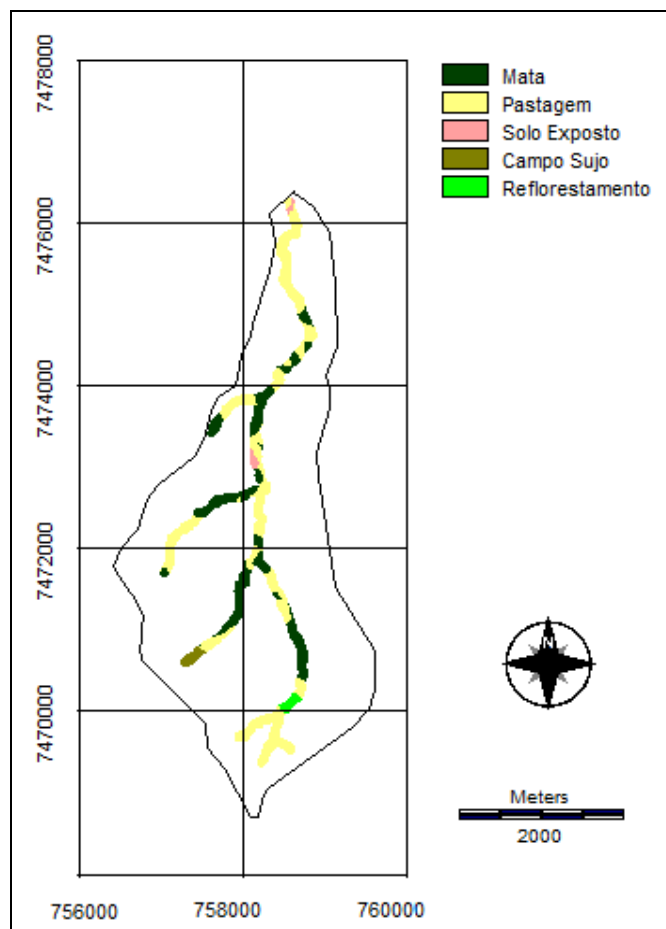 7478000
7476000
7474000
7472000
7470000
756000
758000
760000
Mata
Pastagem
Solo Exposto
Campo Sujo
Reflorestamento
Meters
2000